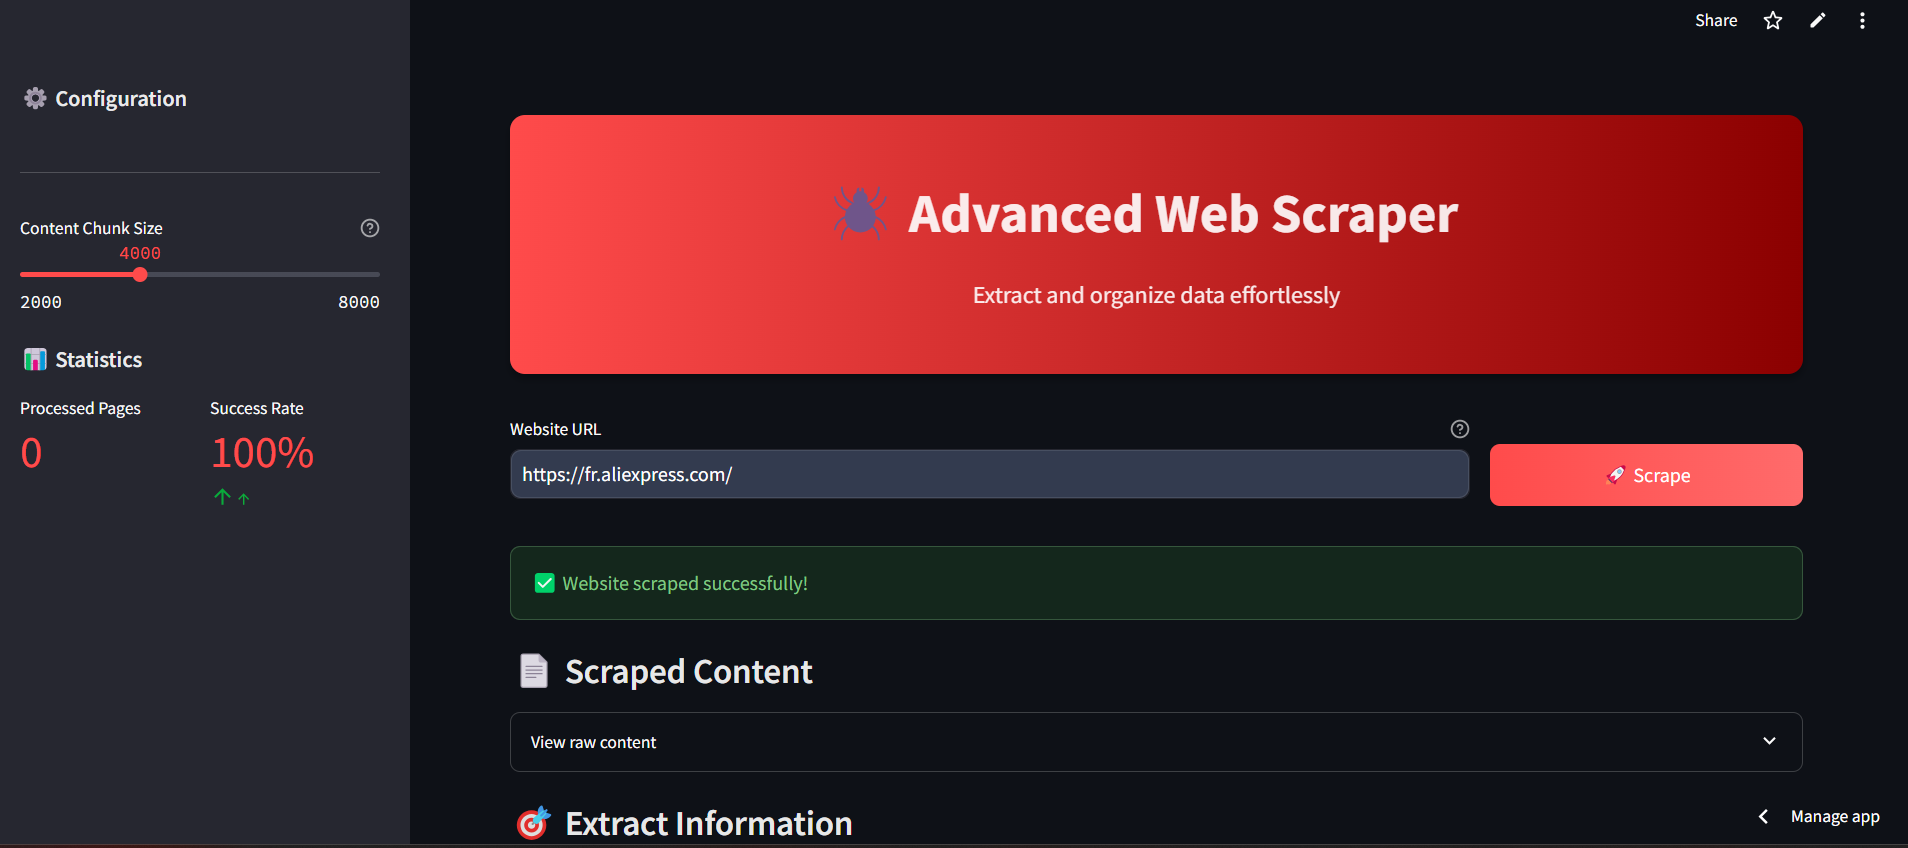 Share
Configuration
Content Chunk Size
4000
2000 8000
Statistics
Processed Pages Success Rate
0 100%
Advanced Web Scraper
Extract and organize data effortlessly
Website URL
https://fr.aliexpress.com/
Scrape
Website scraped successfully!
Scraped Content
View raw content
Extract Information
Manage app